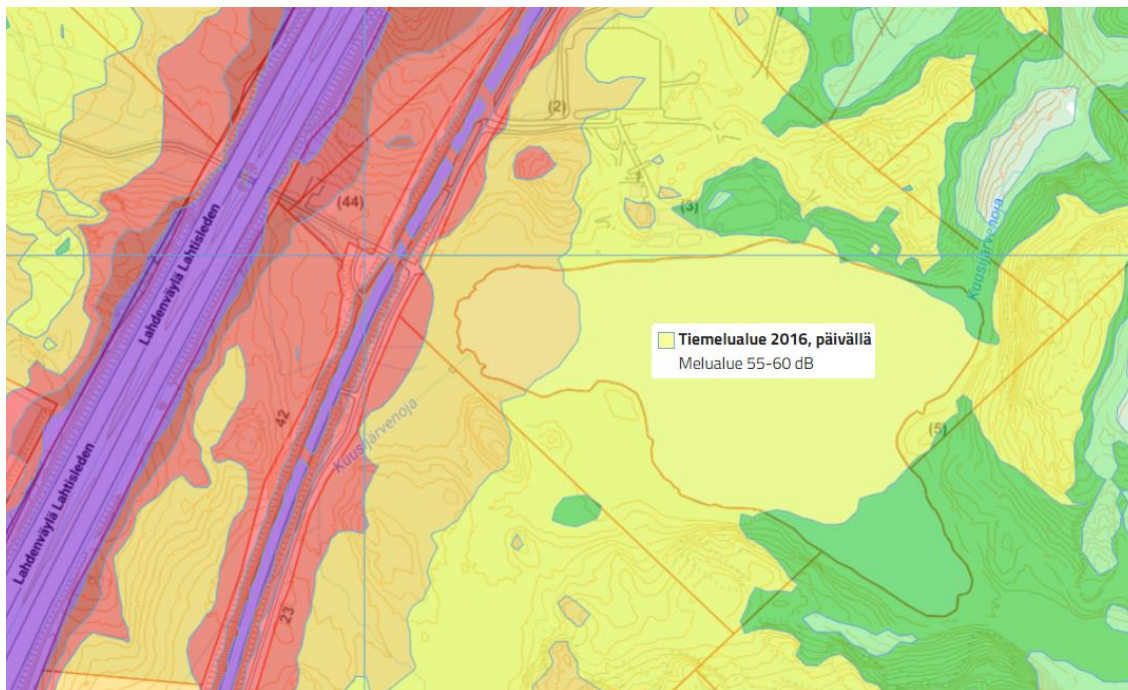 (2)
(44)
(3)
Kuusijärvenoja
Lahdenväylä Lahtisleden
Tiemelualue 2016, päivällä
Melualue 55-60 dB
42
Kuusijärvenoja
(5)
Lahdenväylä Lahtisleden
23